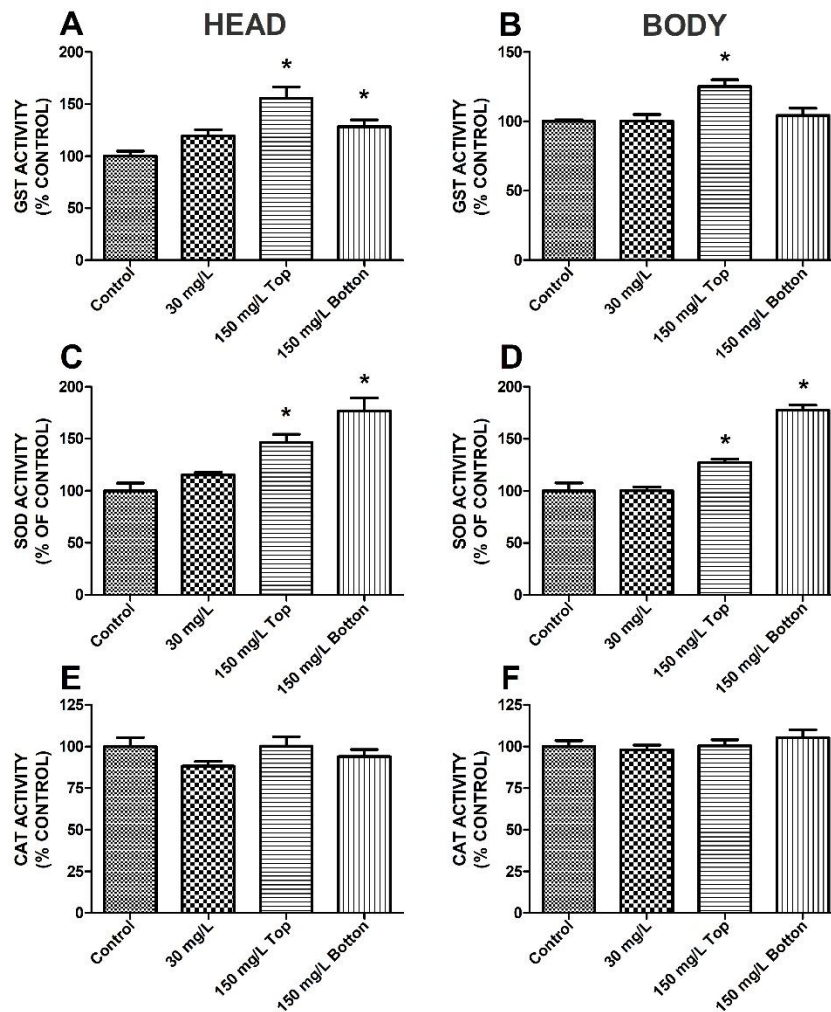 A
HEAD
B
BODY
GST ACTIVITY
(% CONTROL)
200
150
100
50
0
*
*
Control
30 mg/L
150 mg/L Top
150 mg/L Botton
GST ACTIVITY
(% CONTROL)
150
100
50
0
*
Control
30 mg/L
150 mg/L Top
150 mg/L Botton
C
SOD ACTIVITY
(% OF CONTROL)
200
150
100
50
0
*
*
Control
30 mg/L
150 mg/L Top
150 mg/L Botton
D
SOD ACTIVITY
(% OF CONTROL)
200
150
100
50
0
*
*
Control
30 mg/L
150 mg/L Top
150 mg/L Botton
E
CAT ACTIVITY
(% CONTROL)
125
100
75
50
25
0
Control
30 mg/L
150 mg/L Top
150 mg/L Botton
F
CAT ACTIVITY
(% CONTROL)
125
100
75
50
25
0
Control
30 mg/L
150 mg/L Top
150 mg/L Botton